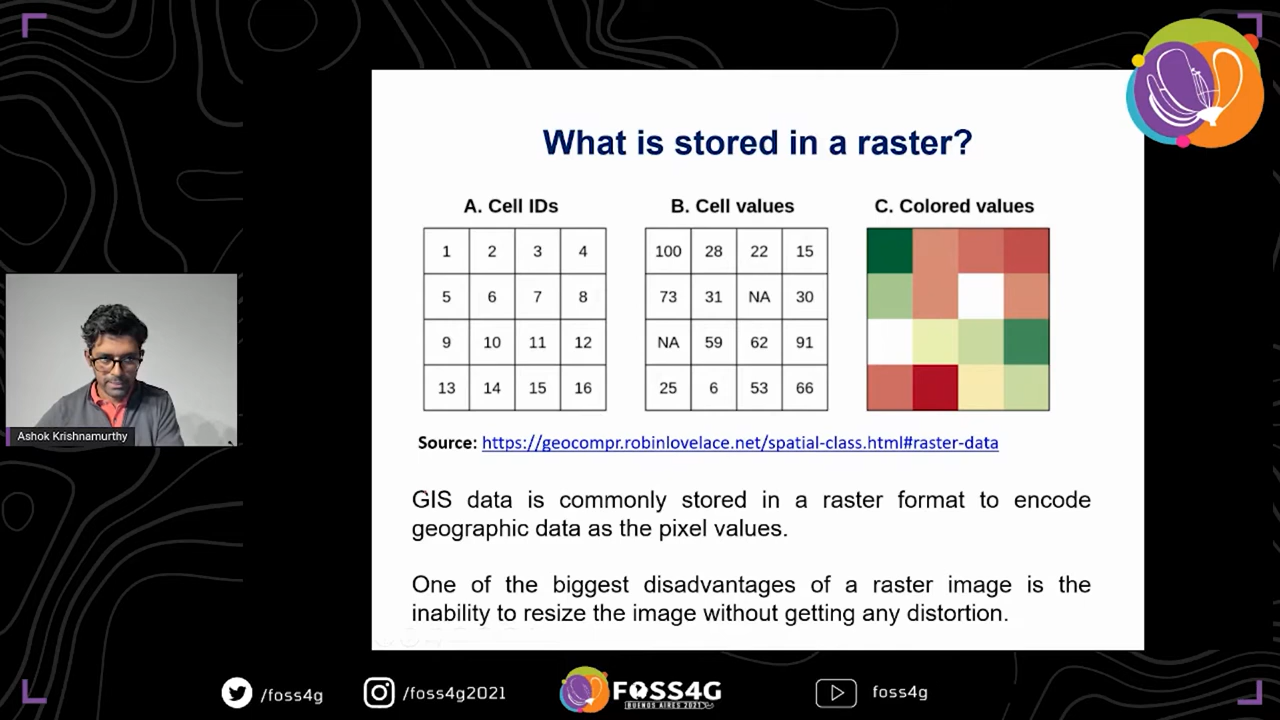 What is stored in a raster?
A. Cell IDs
B. Cell values
C. Colored values
1 2 3 4
5 6 7 8
9 10 11 12
13 14 15 16
100 28 22 15
73 31 NA 30
NA 59 62 91
25 6 53 66
Source: https://geocompr.robinlovelace.net/spatial-class.html#raster-data
GIS data is commonly stored in a raster format to encode
geographic data as the pixel values.
One of the biggest disadvantages of a raster image is the
inability to resize the image without getting any distortion.
Ashok Krishnamurthy
/foss4g
/foss4g2021
FOSS4G
BUENOS AIRES 2021
foss4g